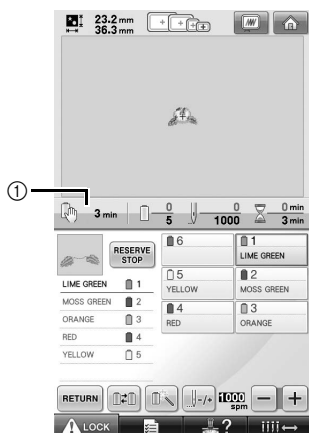 23.2 mm
36.3 mm
①
3 min
0
5
0
1000
0 min
3 min
RESERVE
STOP
LIME GREEN 1
MOSS GREEN 2
ORANGE 3
RED 4
YELLOW 5
6
1
LIME GREEN
5
YELLOW
2
MOSS GREEN
4
RED
3
ORANGE
RETURN
-/+
1000
spm
−
+
LOCK
?